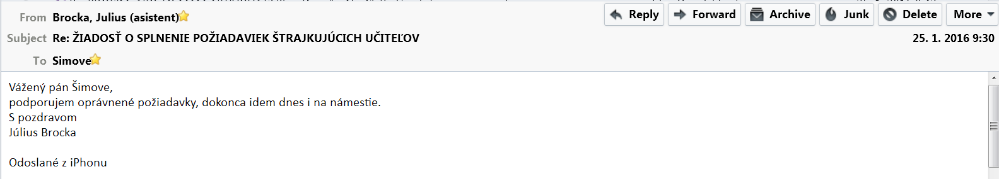 From Brocka, Julius (asistent)
Reply Forward Archive Junk Delete More
Subject Re: ŽIADOSŤ O SPLNENIE POŽIADAVIEK ŠTRAJKUJÚCICH UČITEĽOV
25. 1. 2016 9:30
To Simove
Vážený pán Šimove,
podporujem oprávnené požiadavky, dokonca idem dnes i na námestie.
S pozdravom
Július Brocka
Odoslané z iPhonu